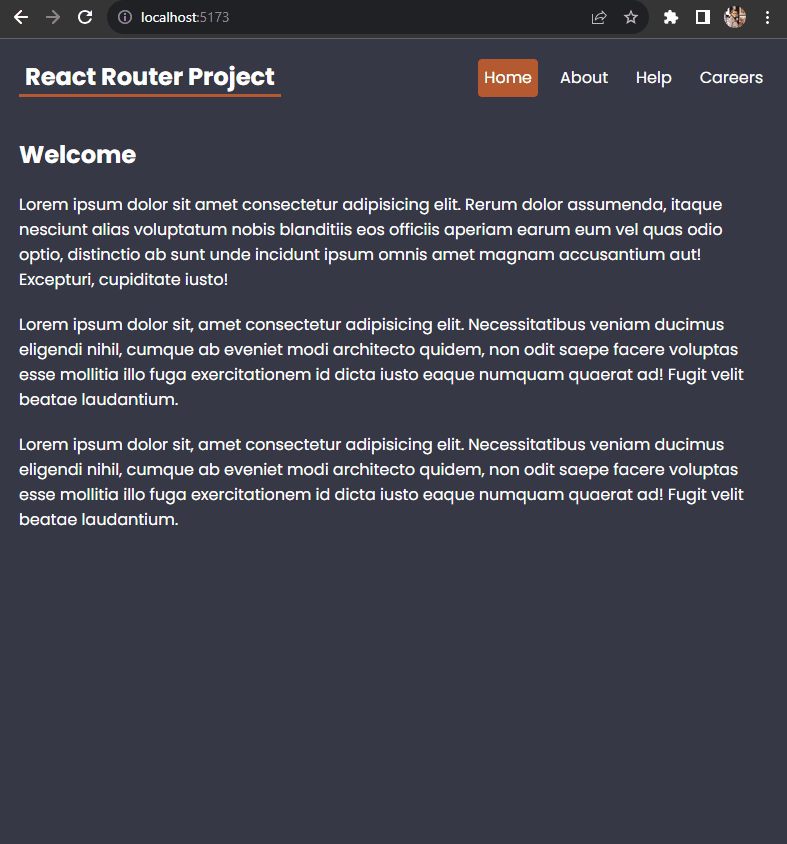 localhost:5173
React Router Project
Home About Help Careers
Welcome
Lorem ipsum dolor sit amet consectetur adipisicing elit. Rerum dolor assumenda, itaque
nesciunt alias voluptatum nobis blanditiis eos officiis aperiam earum eum vel quas odio
optio, distinctio ab sunt unde incidunt ipsum omnis amet magnam accusantium aut!
Excepturi, cupiditate iusto!
Lorem ipsum dolor sit, amet consectetur adipisicing elit. Necessitatibus veniam ducimus
eligendi nihil, cumque ab eveniet modi architecto quidem, non odit saepe facere voluptas
esse mollitia illo fuga exercitationem id dicta iusto eaque numquam quaerat ad! Fugit velit
beatae laudantium.
Lorem ipsum dolor sit, amet consectetur adipisicing elit. Necessitatibus veniam ducimus
eligendi nihil, cumque ab eveniet modi architecto quidem, non odit saepe facere voluptas
esse mollitia illo fuga exercitationem id dicta iusto eaque numquam quaerat ad! Fugit velit
beatae laudantium.